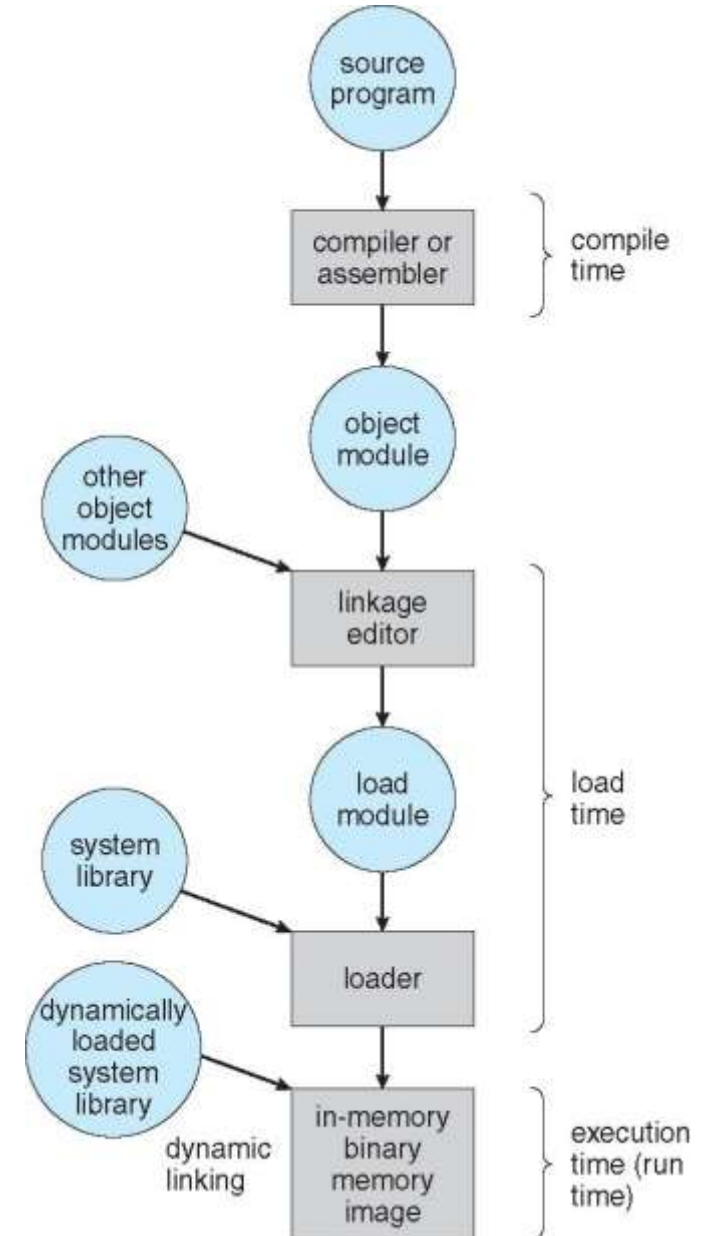 source
program
compiler or
assembler
compile
time
object
module
other
object
modules
linkage
editor
load
module
load
time
system
library
loader
dynamically
loaded
system
library
dynamic
linking
in-memory
binary
memory
image
execution
time (run
time)